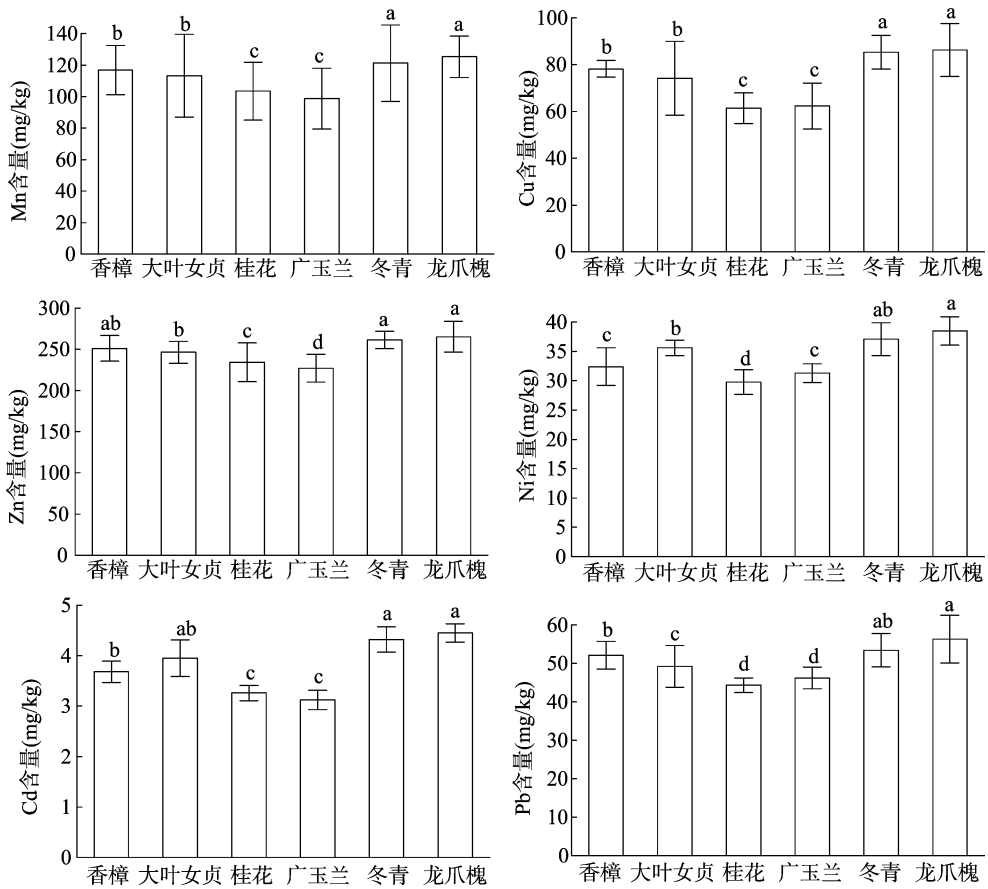 Mn含量(mg/kg)
140
120
100
80
60
40
20
0
b
b
c
c
a
a
香樟 大叶女贞 桂花 广玉兰 冬青 龙爪槐
Cu含量(mg/kg)
100
80
60
40
20
0
b
b
c
c
a
a
香樟 大叶女贞 桂花 广玉兰 冬青 龙爪槐
Zn含量(mg/kg)
300
250
200
150
100
50
0
ab
b
c
d
a
a
香樟 大叶女贞 桂花 广玉兰 冬青 龙爪槐
Ni含量(mg/kg)
40
35
30
25
20
15
10
5
0
c
b
d
c
ab
a
香樟 大叶女贞 桂花 广玉兰 冬青 龙爪槐
Cd含量(mg/kg)
5
4
3
2
1
0
b
ab
c
c
a
a
香樟 大叶女贞 桂花 广玉兰 冬青 龙爪槐
Pb含量(mg/kg)
60
50
40
30
20
10
0
b
c
d
d
ab
a
香樟 大叶女贞 桂花 广玉兰 冬青 龙爪槐